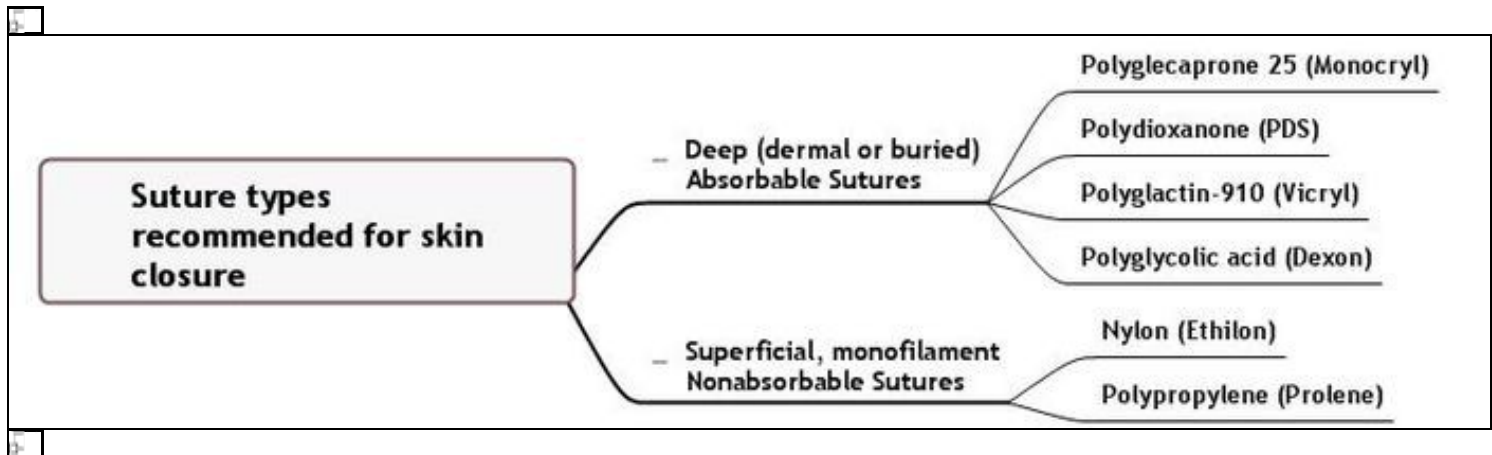 Suture types
recommended for skin
closure
Deep (dermal or buried)
Absorbable Sutures
Polyglecaprone 25 (Monocryl)
Polydioxanone (PDS)
Polyglactin-910 (Vicryl)
Polyglycolic acid (Dexon)
Superficial, monofilament
Nonabsorbable Sutures
Nylon (Ethilon)
Polypropylene (Prolene)